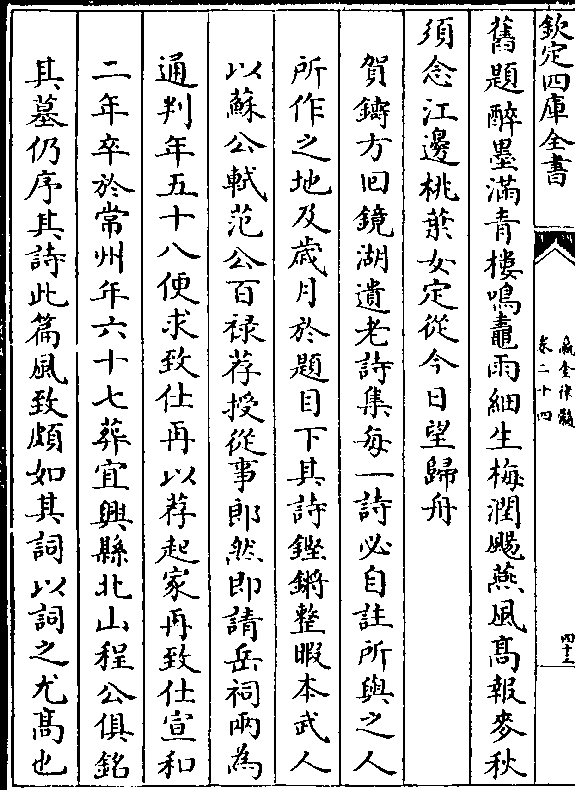 欽定四庫全書
瀛奎律髓
卷二十四
四十三
舊題醉墨滿青樓鳴鼉雨細生梅潤颺燕風高報麥秋
須念江邊桃葉女定從今日望歸舟
賀鑄方回鏡湖遺老詩集每一詩必自註所與之人
所作之地及歳月於題目下其詩鏗鏘整暇本武人
以蘇公軾范公百祿荐授從事郎然即請岳祠兩為
通判年五十八便求致仕再以荐起家再致仕宣和
二年卒於常州年六十七葬宜興縣北山程公俱銘
其墓仍序其詩此篇風致頗如其詞以詞之尤髙也